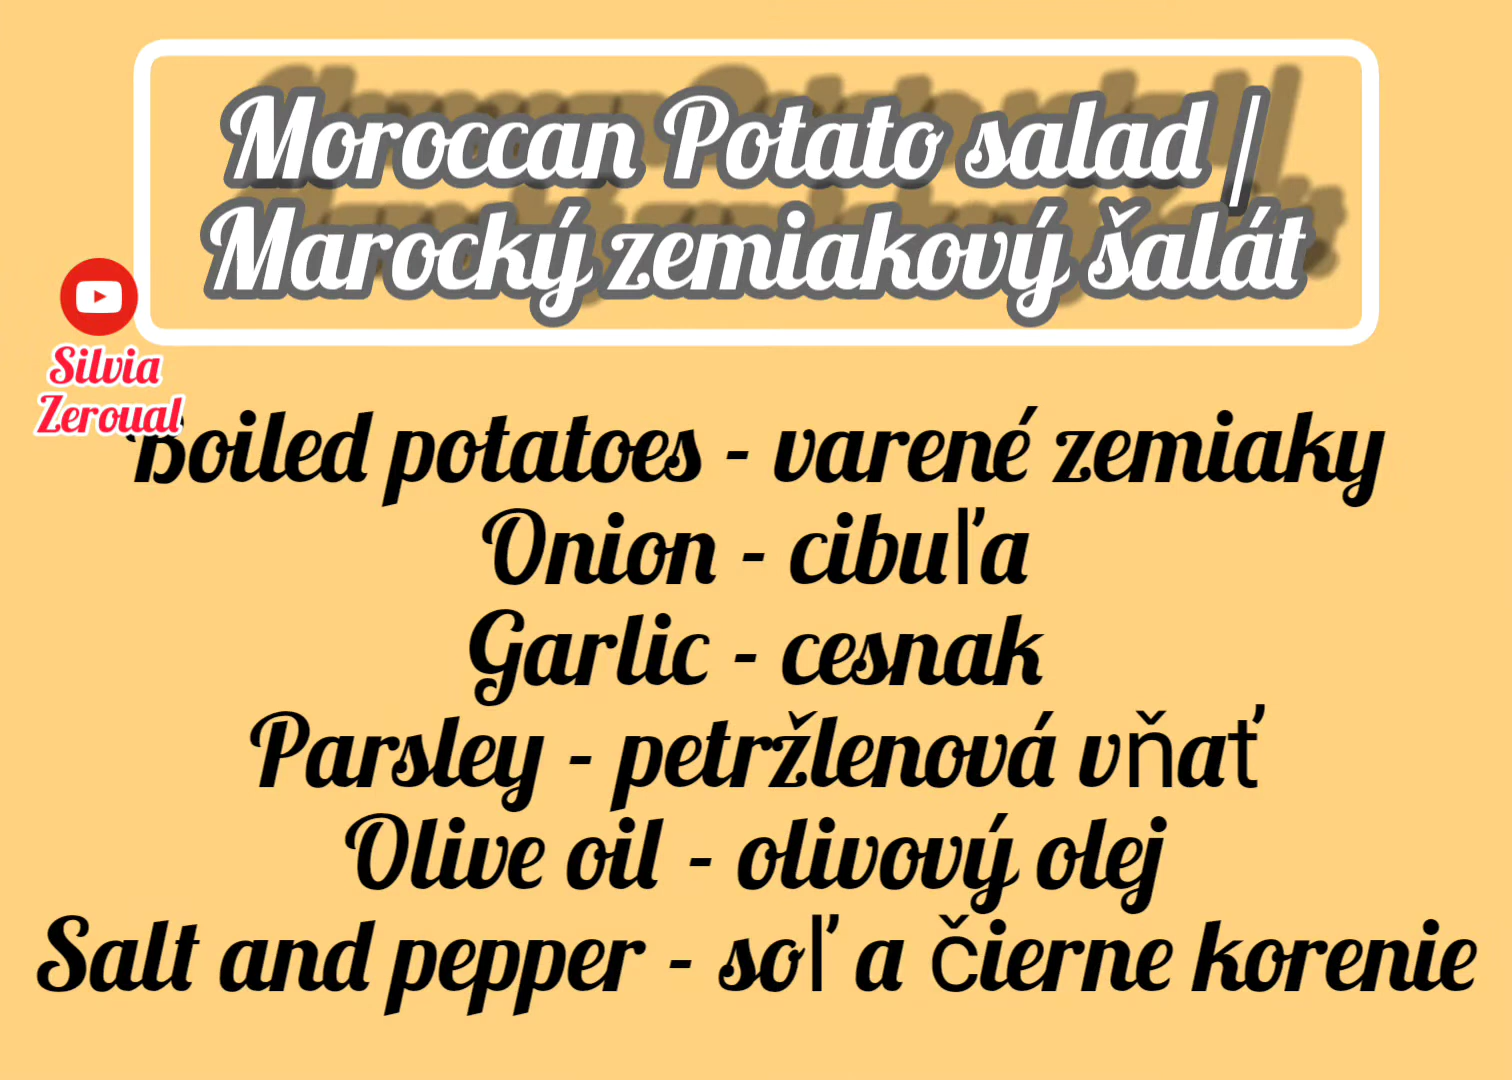 Moroccan Potato salad |
Marocký zemiakový šalát
Silvia
Zeroual
Boiled potatoes - varené zemiaky
Onion - cibuľa
Garlic - cesnak
Parsley - petržlenová vňať
Olive oil - olivový olej
Salt and pepper - soľ a čierne korenie